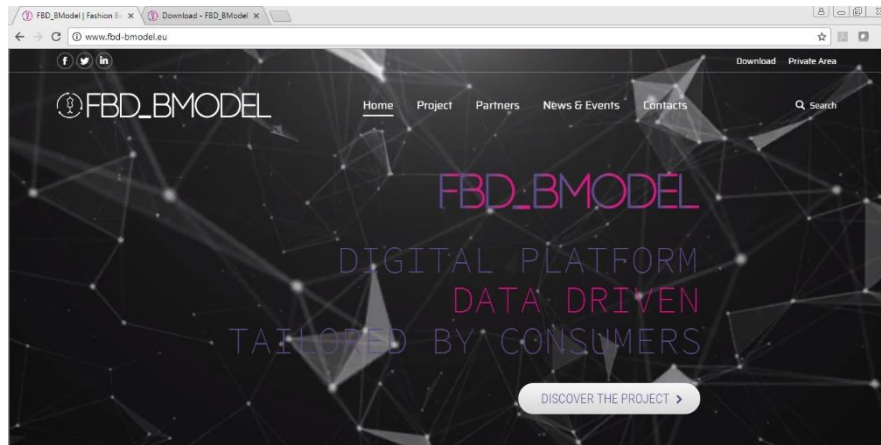 FBD_BModel | Fashion B
Download - FBD_BModel
www.fbd-bmodel.eu
Download Private Area
FBD_BMODEL
Home Project Partners News & Events Contacts Search
FBD_BMODEL
DIGITAL PLATFORM
DATA DRIVEN
TAILORED BY CONSUMERS
DISCOVER THE PROJECT >